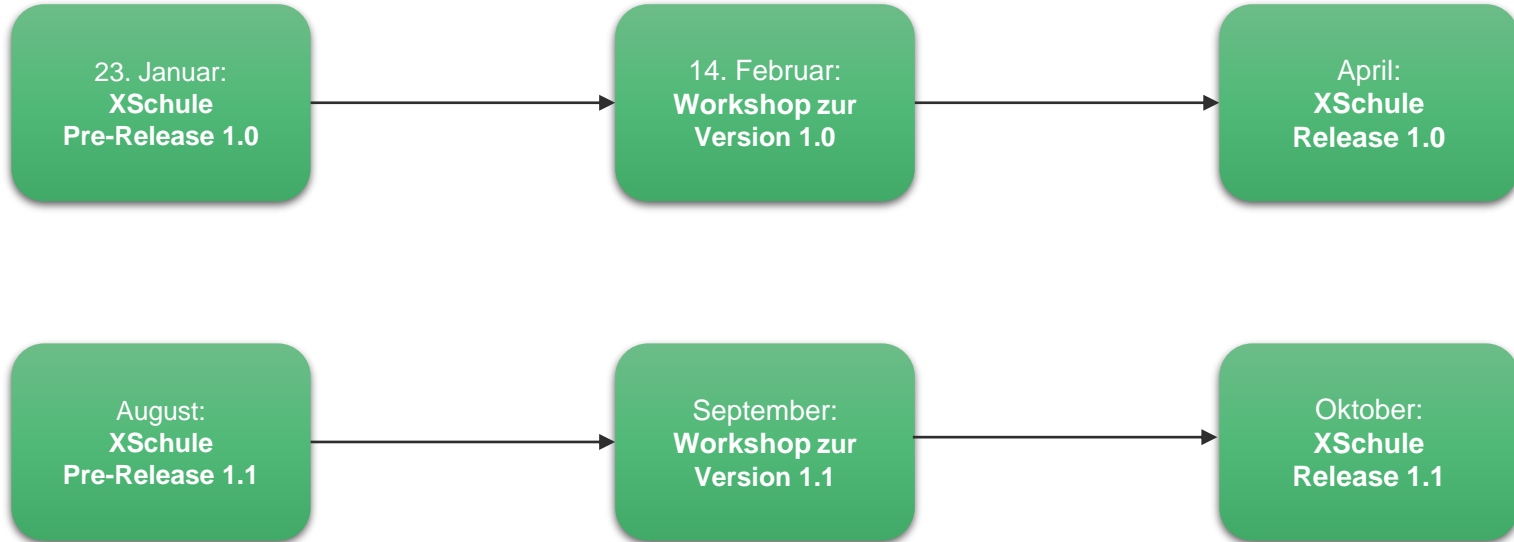 23. Januar:
XSchule
Pre-Release 1.0
14. Februar:
Workshop zur
Version 1.0
April:
XSchule
Release 1.0
August:
XSchule
Pre-Release 1.1
September:
Workshop zur
Version 1.1
Oktober:
XSchule
Release 1.1